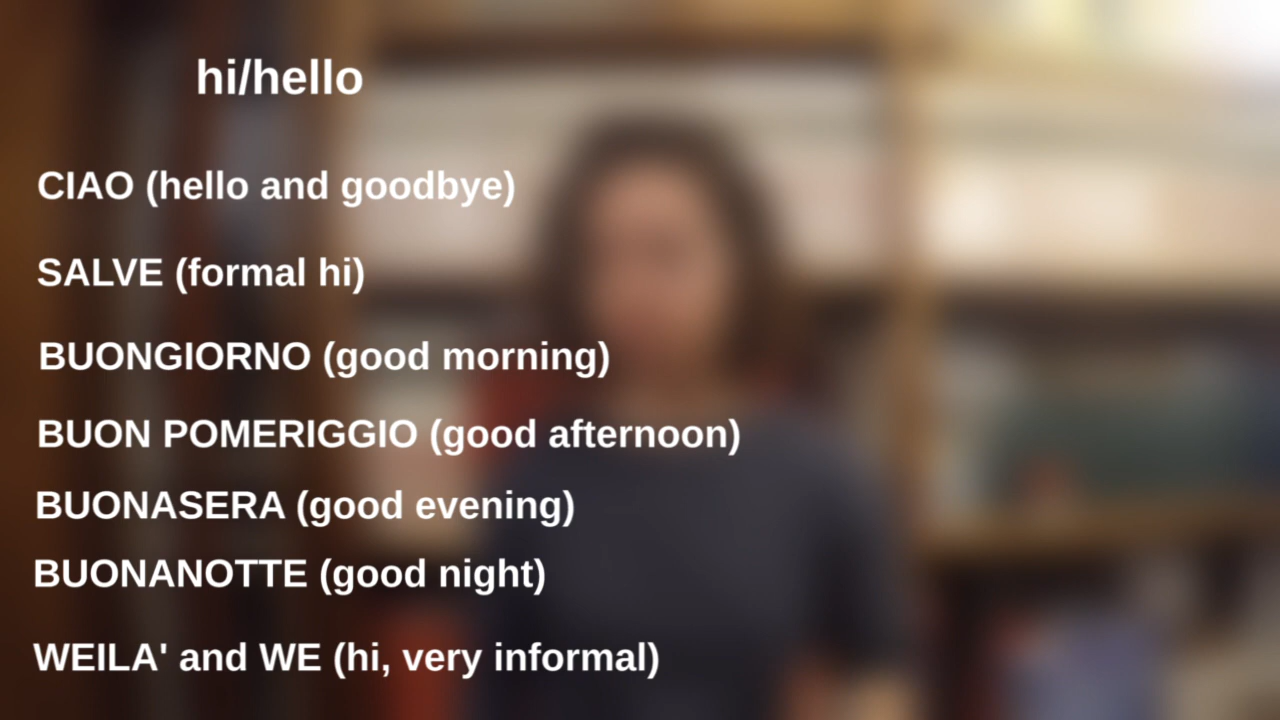 hi/hello
CIAO (hello and goodbye)
SALVE (formal hi)
BUONGIORNO (good morning)
BUON POMERIGGIO (good afternoon)
BUONASERA (good evening)
BUONANOTTE (good night)
WEILA' and WE (hi, very informal)